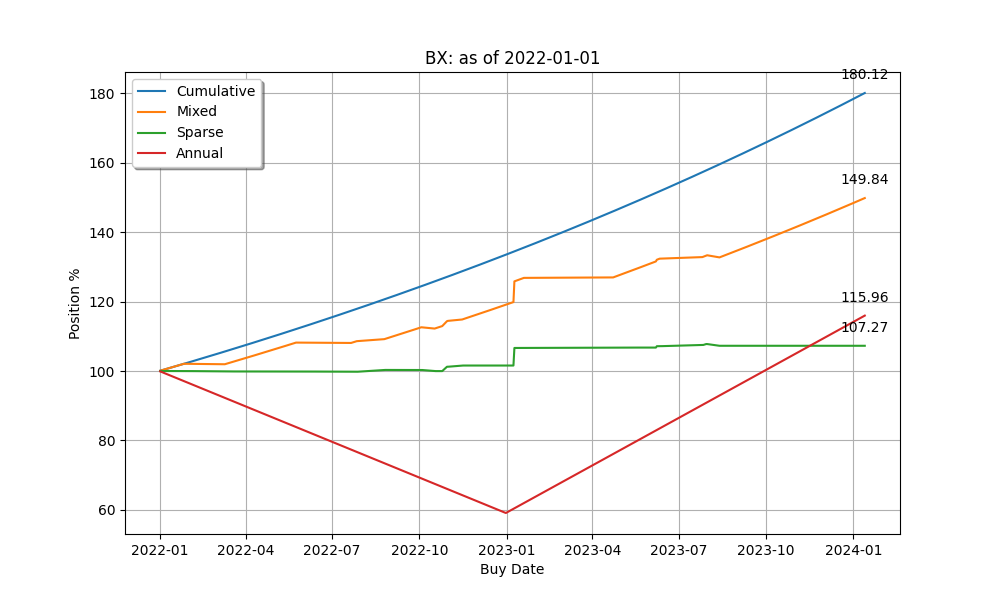 BX: as of 2022-01-01
Cumulative
Mixed
Sparse
Annual
180.12
149.84
115.96
107.27
180
160
140
120
100
80
60
Position %
2022-01 2022-04 2022-07 2022-10 2023-01 2023-04 2023-07 2023-10 2024-01
Buy Date